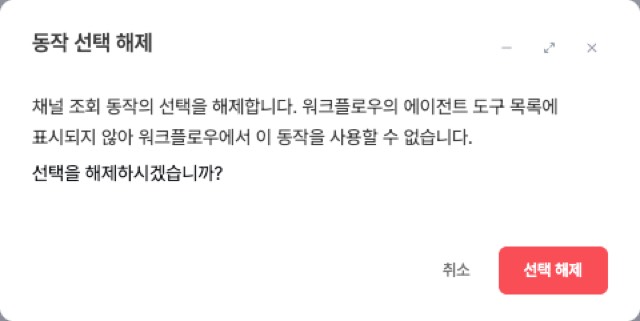 동작 선택 해제
채널 조회 동작의 선택을 해제합니다. 워크플로우의 에이전트 도구 목록에
표시되지 않아 워크플로우에서 이 동작을 사용할 수 없습니다.
선택을 해제하시겠습니까?
취소
선택 해제